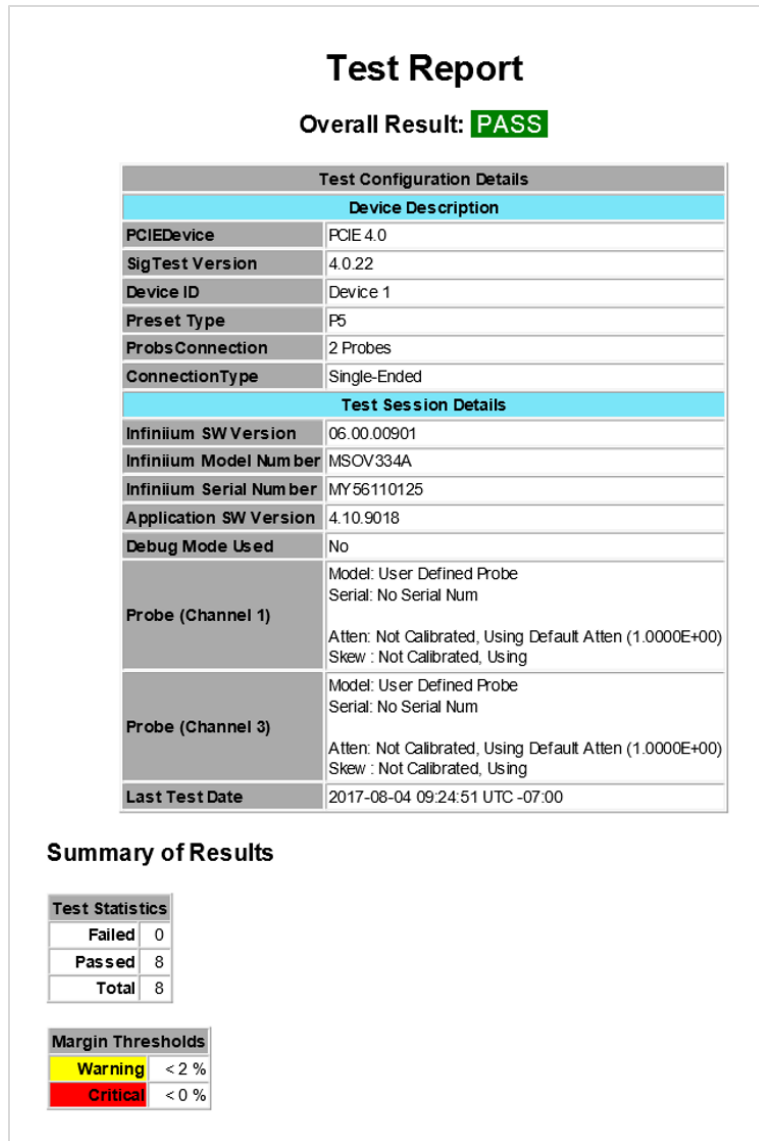 Test Report
Overall Result: PASS
Test Configuration Details
Device Description
PCIEDevice PCIE 4.0
SigTest Version 4.0.22
Device ID Device 1
Preset Type P5
ProbsConnection 2 Probes
ConnectionType Single-Ended
Test Session Details
Infiniium SW Version 06.00.00901
Infiniium Model Number MSOV334A
Infiniium Serial Number MY56110125
Application SW Version 4.10.9018
Debug Mode Used No
Probe (Channel 1) Model: User Defined Probe
Serial: No Serial Num
Atten: Not Calibrated, Using Default Atten (1.0000E+00)
Skew : Not Calibrated, Using
Probe (Channel 3) Model: User Defined Probe
Serial: No Serial Num
Atten: Not Calibrated, Using Default Atten (1.0000E+00)
Skew : Not Calibrated, Using
Last Test Date 2017-08-04 09:24:51 UTC -07:00
Summary of Results
Test Statistics
Failed 0
Passed 8
Total 8
Margin Thresholds
Warning < 2 %
Critical < 0 %